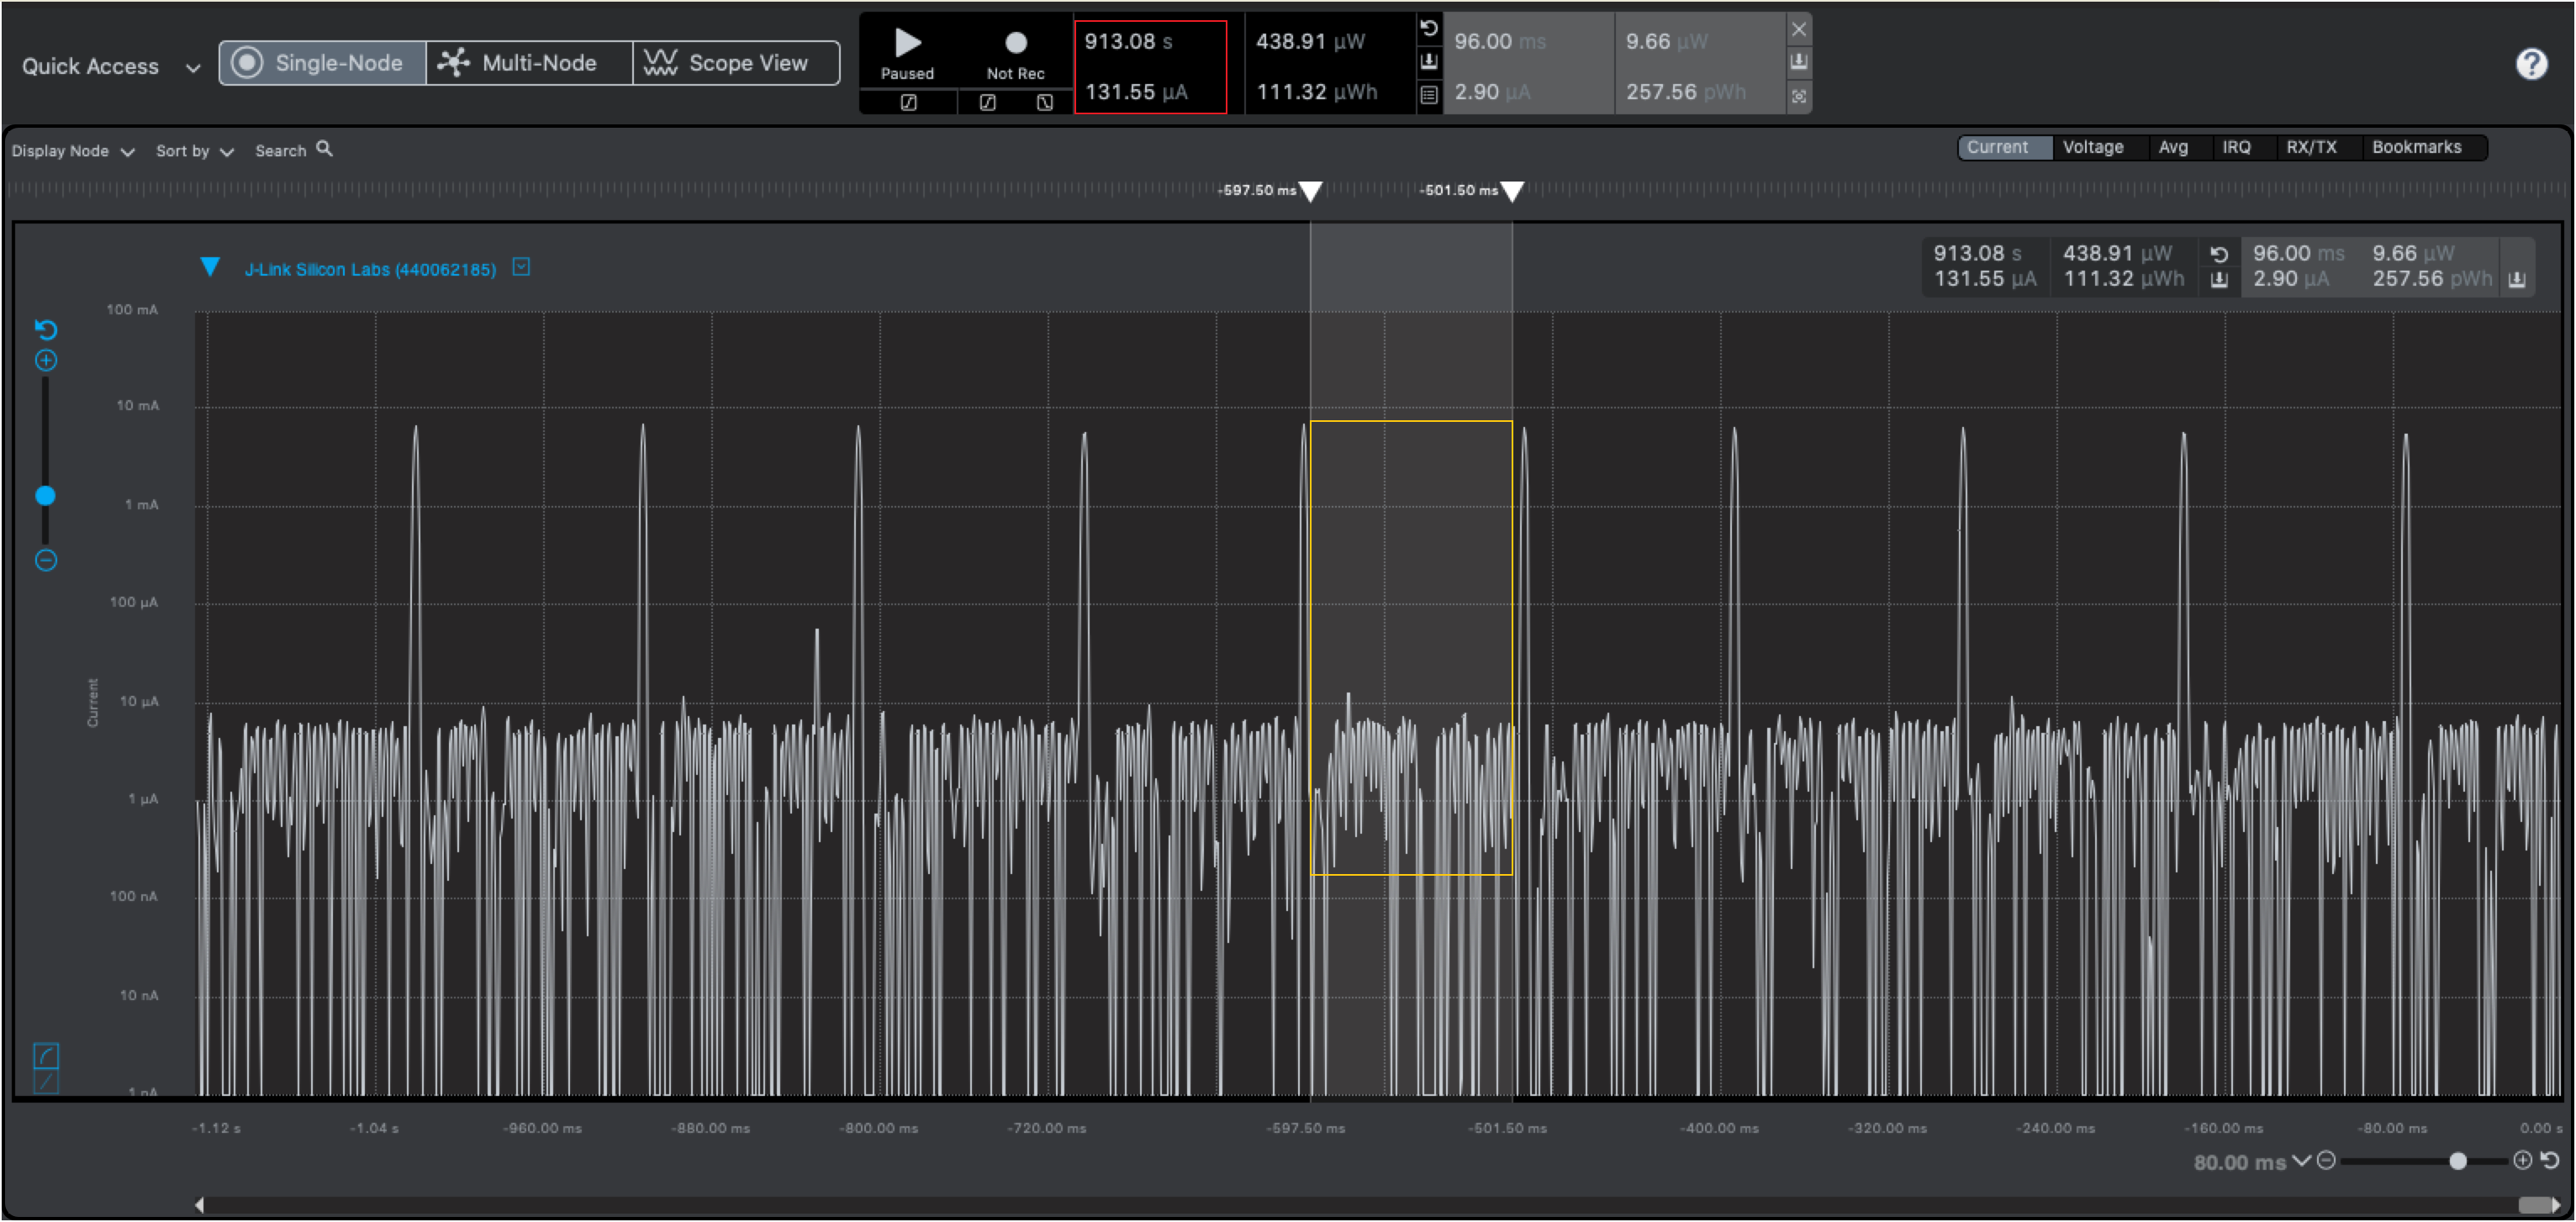 Quick Access Single-Node Multi-Node Scope View
Paused Not Rec
913.08 s 438.91 µW 96.00 ms 9.66 µW
131.55 µA 111.32 µWh 2.90 µA 257.56 pWh
?
Display Node Sort by Search
Current Voltage Avg IRQ RX/TX Bookmarks
-597.50 ms -501.50 ms
J-Link Silicon Labs (440062185)
913.08 s 438.91 µW 96.00 ms 9.66 µW
131.55 µA 111.32 µWh 2.90 µA 257.56 pWh
100 mA
10 mA
1 mA
100 µA
10 µA
1 µA
100 nA
10 nA
1 nA
Current
-1.12 s -1.04 s -960.00 ms -880.00 ms -800.00 ms -720.00 ms -597.50 ms -501.50 ms -400.00 ms -320.00 ms -240.00 ms -160.00 ms -80.00 ms 0.00 s
80.00 ms